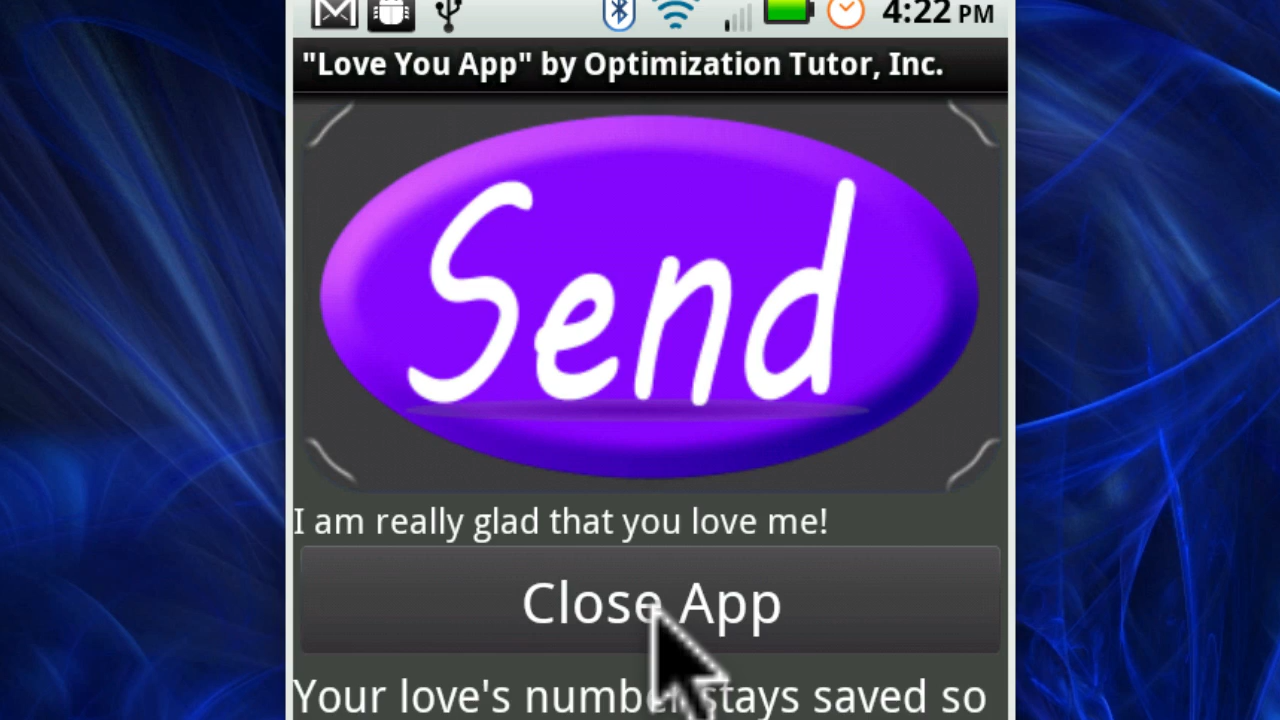 4:22 PM
"Love You App" by Optimization Tutor, Inc.
Send
I am really glad that you love me!
Close App
Your love's number stays saved so